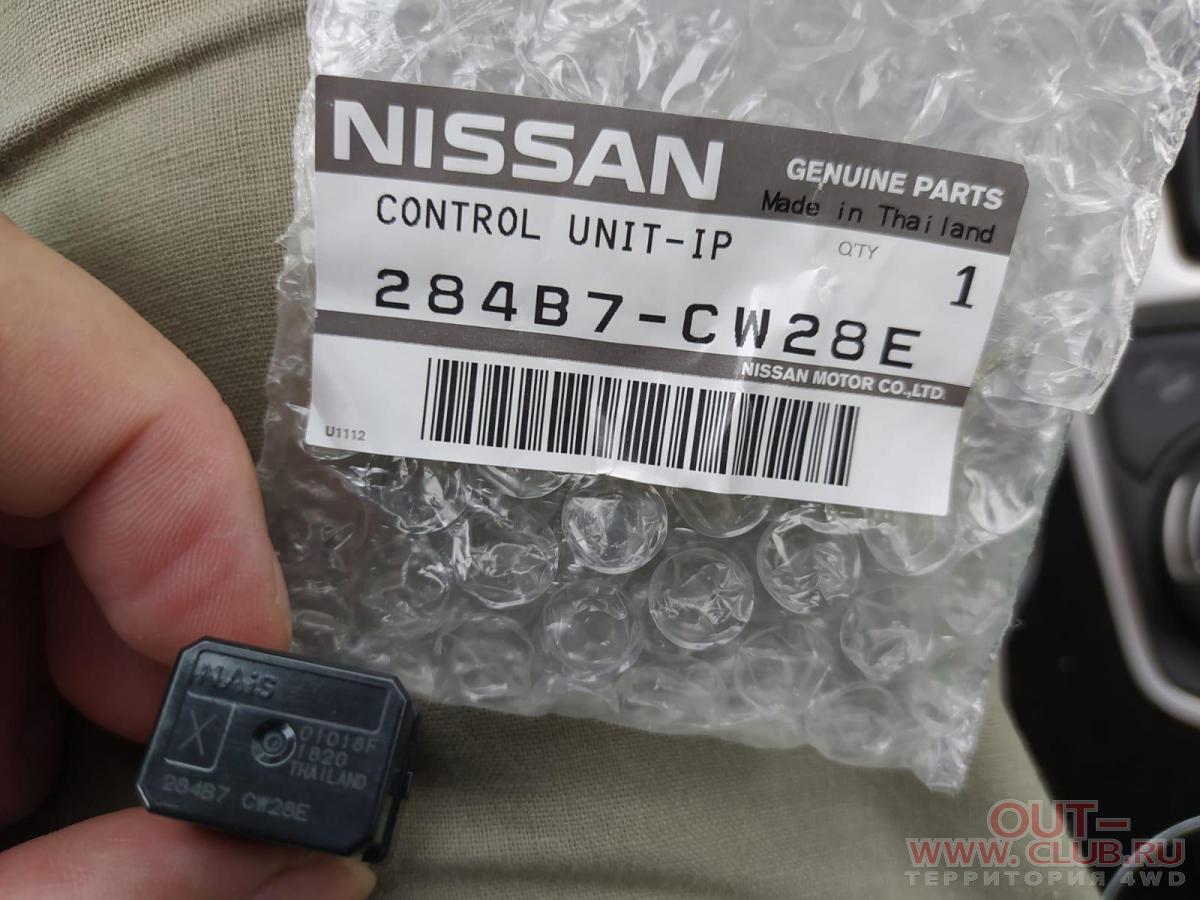 NISSAN
GENUINE PARTS
Made in Thailand
CONTROL UNIT-IP
Q'TY
1
284B7-CW28E
NISSAN MOTOR CO.,LTD.
U1112
NAiS
X
01018F
1820
THAILAND
284B7 CW28E
OUT-
WWW.CLUB.RU
ТЕРРИТОРИЯ 4WD